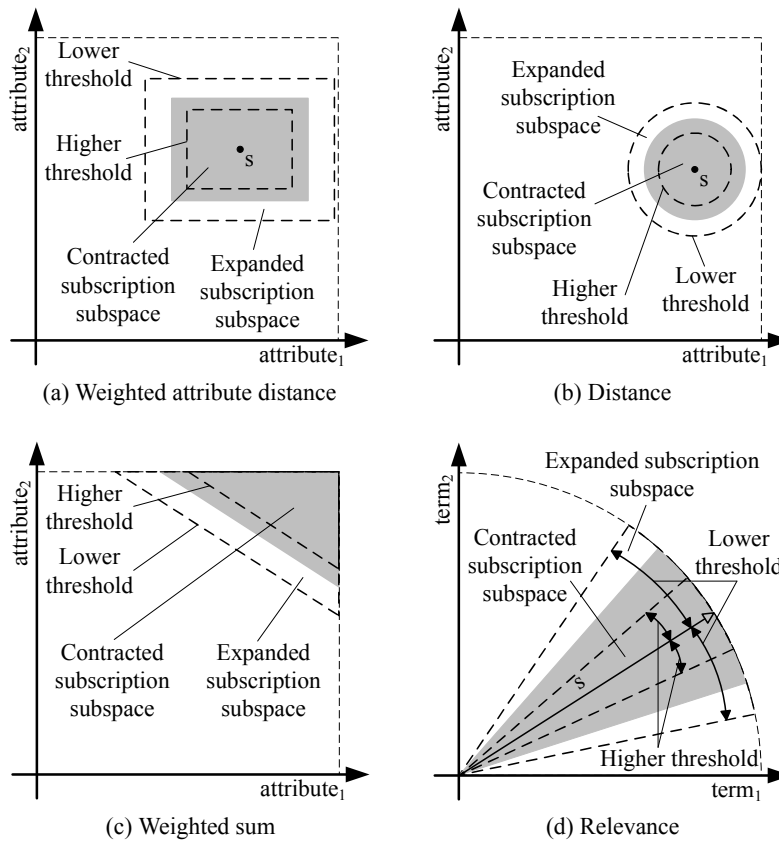 attribute2
Lower
threshold
Higher
threshold
s
Contracted
subscription
subspace
Expanded
subscription
subspace
attribute1
(a) Weighted attribute distance
attribute2
Expanded
subscription
subspace
s
Contracted
subscription
subspace
Higher
threshold
Lower
threshold
attribute1
(b) Distance
attribute2
Higher
threshold
Lower
threshold
Contracted
subscription
subspace
Expanded
subscription
subspace
attribute1
(c) Weighted sum
term2
Expanded subscription
subspace
Contracted
subscription
subspace
Lower
threshold
s
Higher threshold
term1
(d) Relevance